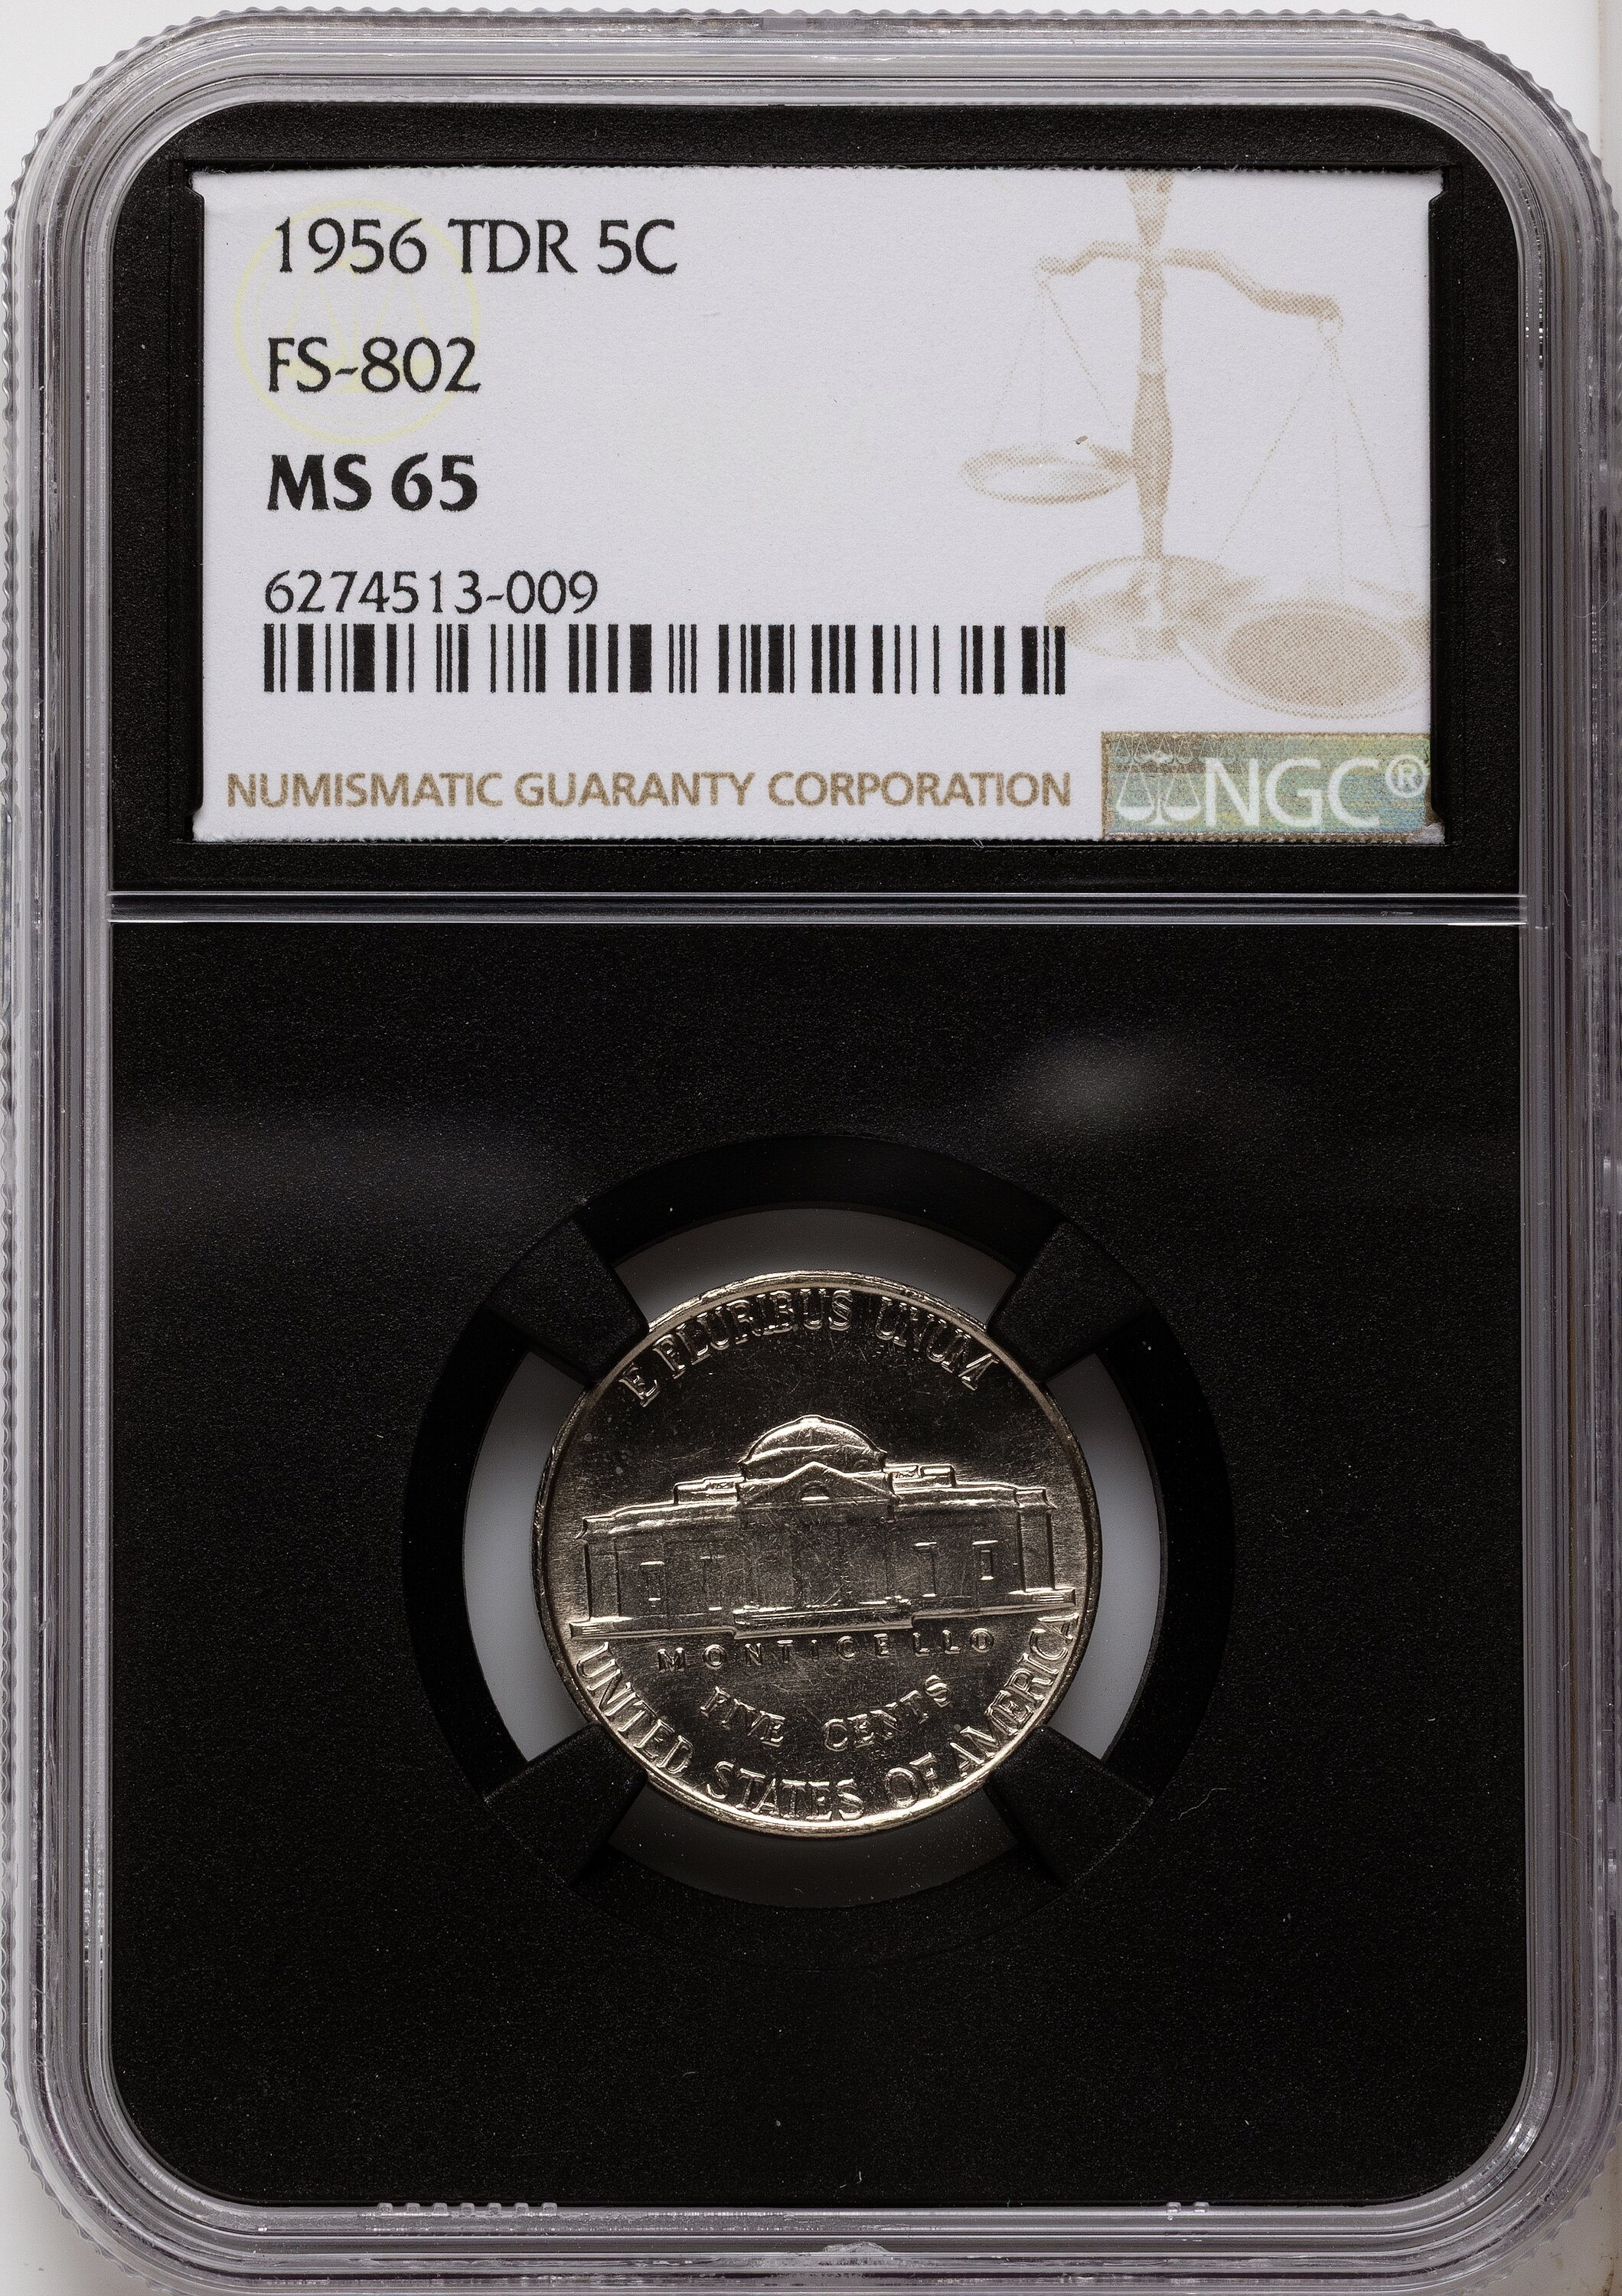 1956 TDR 5C
FS-802
MS 65
6274513-009
NUMISMATIC GUARANTY CORPORATION
NGC®
E PLURIBUS UNUM
MONTICELLO
FIVE CENTS
UNITED STATES OF AMERICA